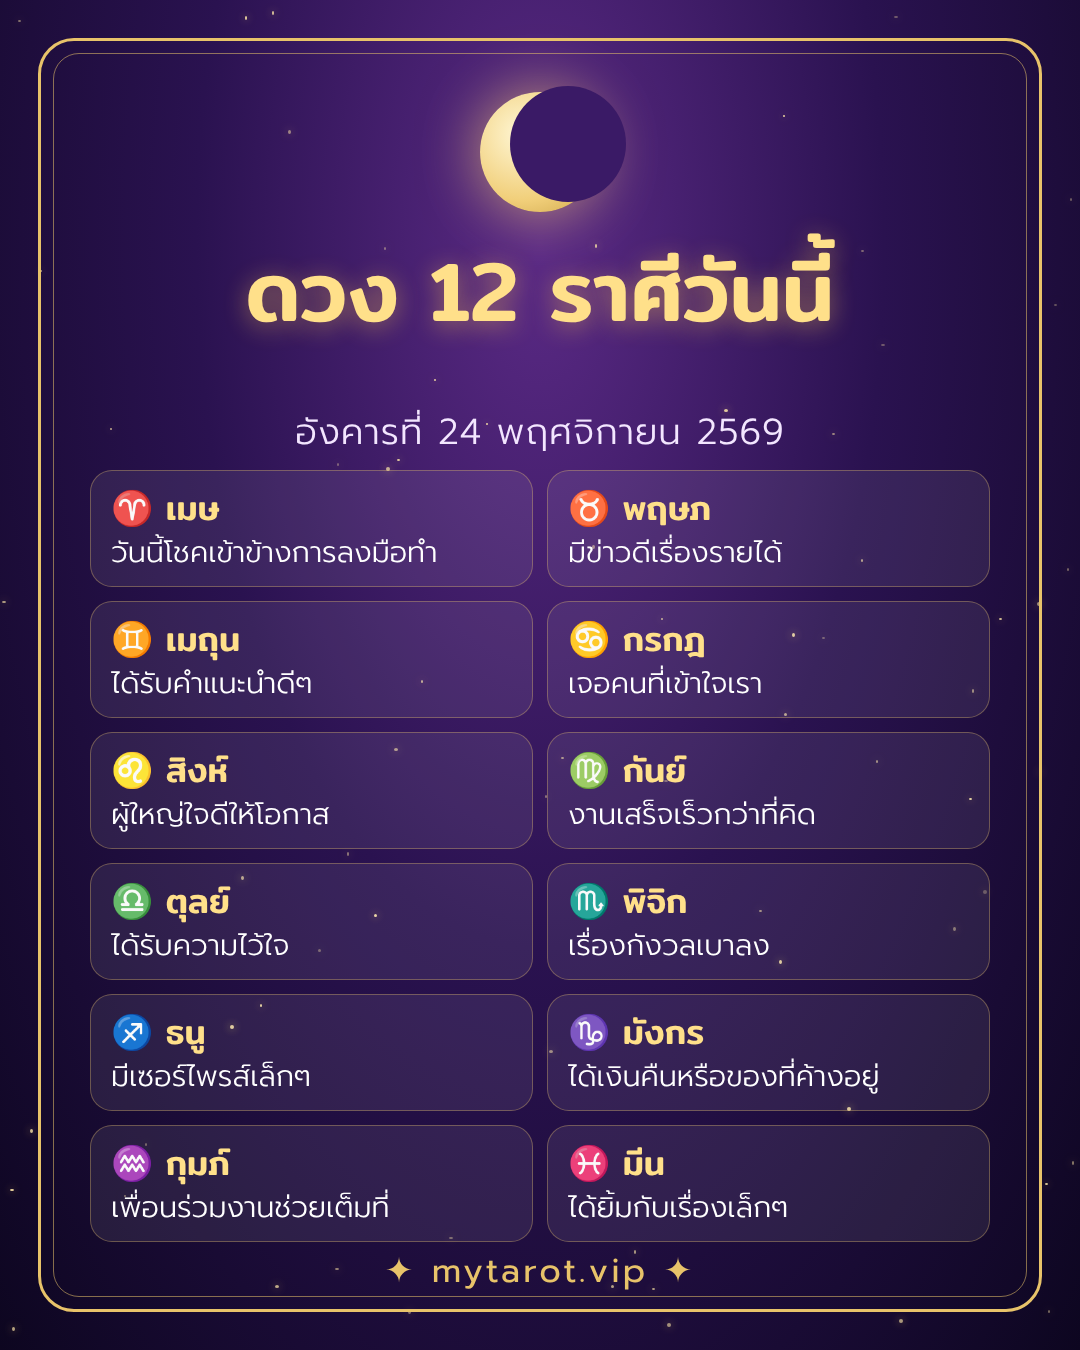 ดวง 12 ราศีวันนี้
อังคารที่ 24 พฤศจิกายน 2569
♈ เมษ
วันนี้โชคเข้าข้างการลงมือทำ
♉ พฤษภ
มีข่าวดีเรื่องรายได้
♊ เมถุน
ได้รับคำแนะนำดีๆ
♋ กรกฎ
เจอคนที่เข้าใจเรา
♌ สิงห์
ผู้ใหญ่ใจดีให้โอกาส
♍ กันย์
งานเสร็จเร็วกว่าที่คิด
♎ ตุลย์
ได้รับความไว้ใจ
♏ พิจิก
เรื่องกังวลเบาลง
♐ ธนู
มีเซอร์ไพรส์เล็กๆ
♑ มังกร
ได้เงินคืนหรือของที่ค้างอยู่
♒ กุมภ์
เพื่อนร่วมงานช่วยเต็มที่
♓ มีน
ได้ยิ้มกับเรื่องเล็กๆ
✦ mytarot.vip ✦